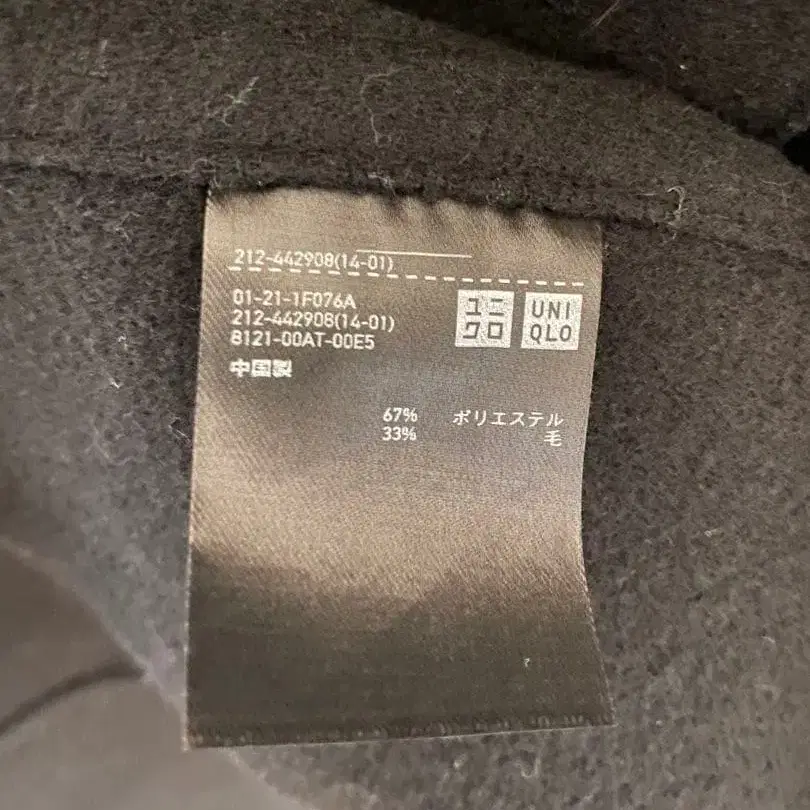 212-442908(14-01)
01-21-1F076A
212-442908(14-01)
8121-00AT-00E5
中国製
ユニ
クロ
UNI
QLO
67% ポリエステル
33% 毛